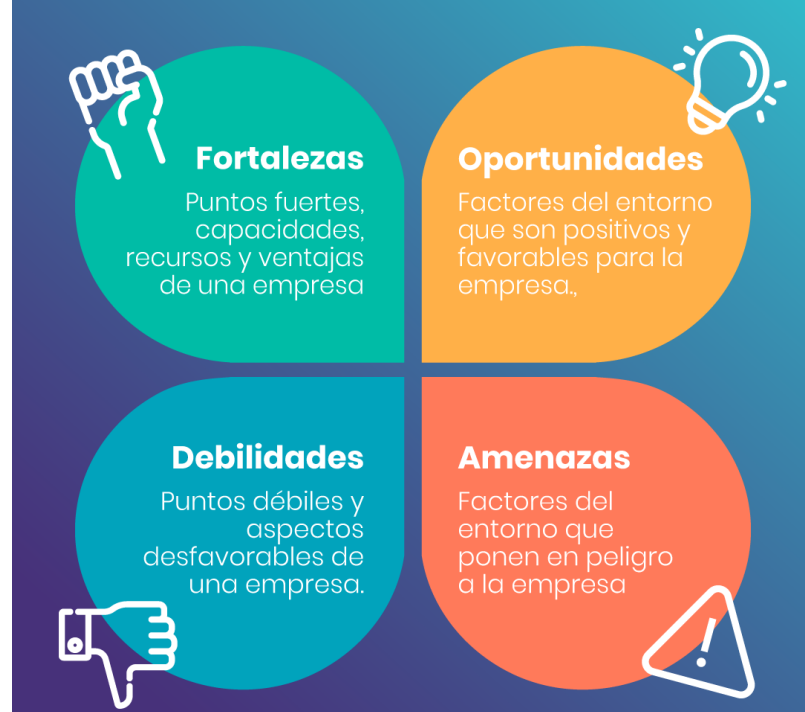 Fortalezas
Puntos fuertes,
capacidades,
recursos y ventajas
de una empresa
Oportunidades
Factores del entorno
que son positivos y
favorables para la
empresa.,
Debilidades
Puntos débiles y
aspectos
desfavorables de
una empresa.
Amenazas
Factores del
entorno que
ponen en peligro
a la empresa